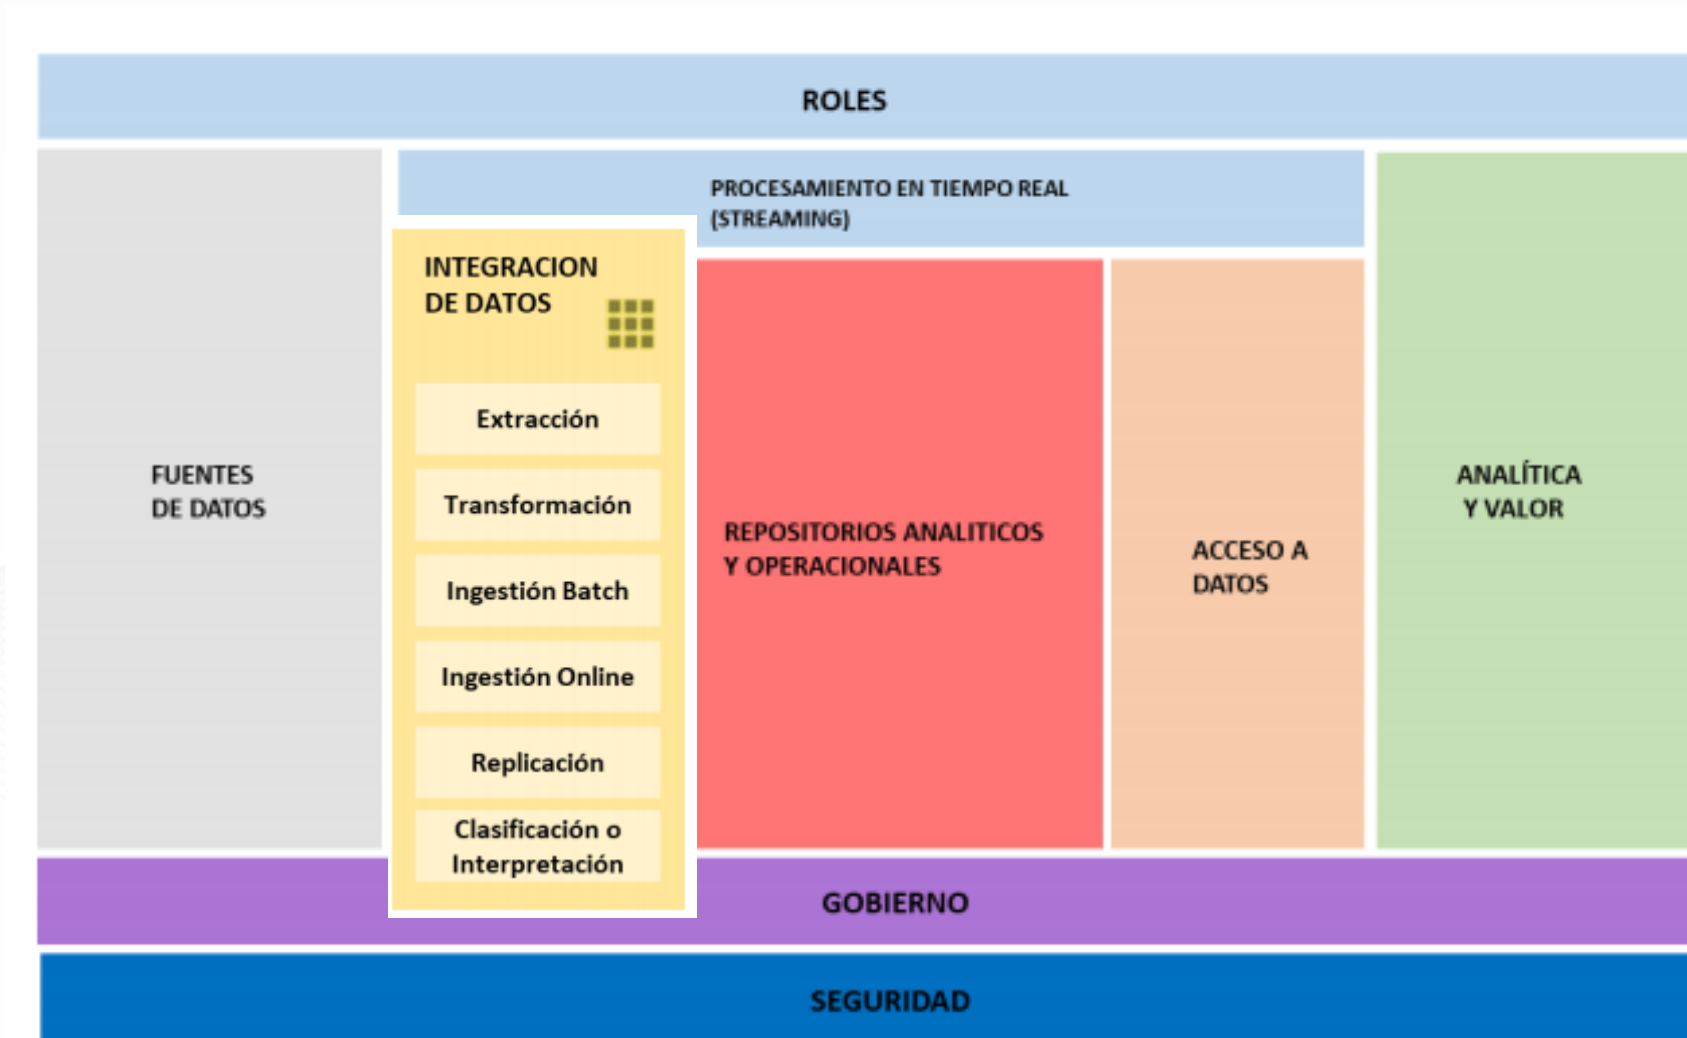 ROLES
PROCESAMIENTO EN TIEMPO REAL
(STREAMING)
FUENTES
DE DATOS
INTEGRACION
DE DATOS
Extracción
Transformación
Ingestión Batch
Ingestión Online
Replicación
Clasificación o
Interpretación
REPOSITORIOS ANALITICOS
Y OPERACIONALES
ACCESO A
DATOS
ANALÍTICA
Y VALOR
GOBIERNO
SEGURIDAD